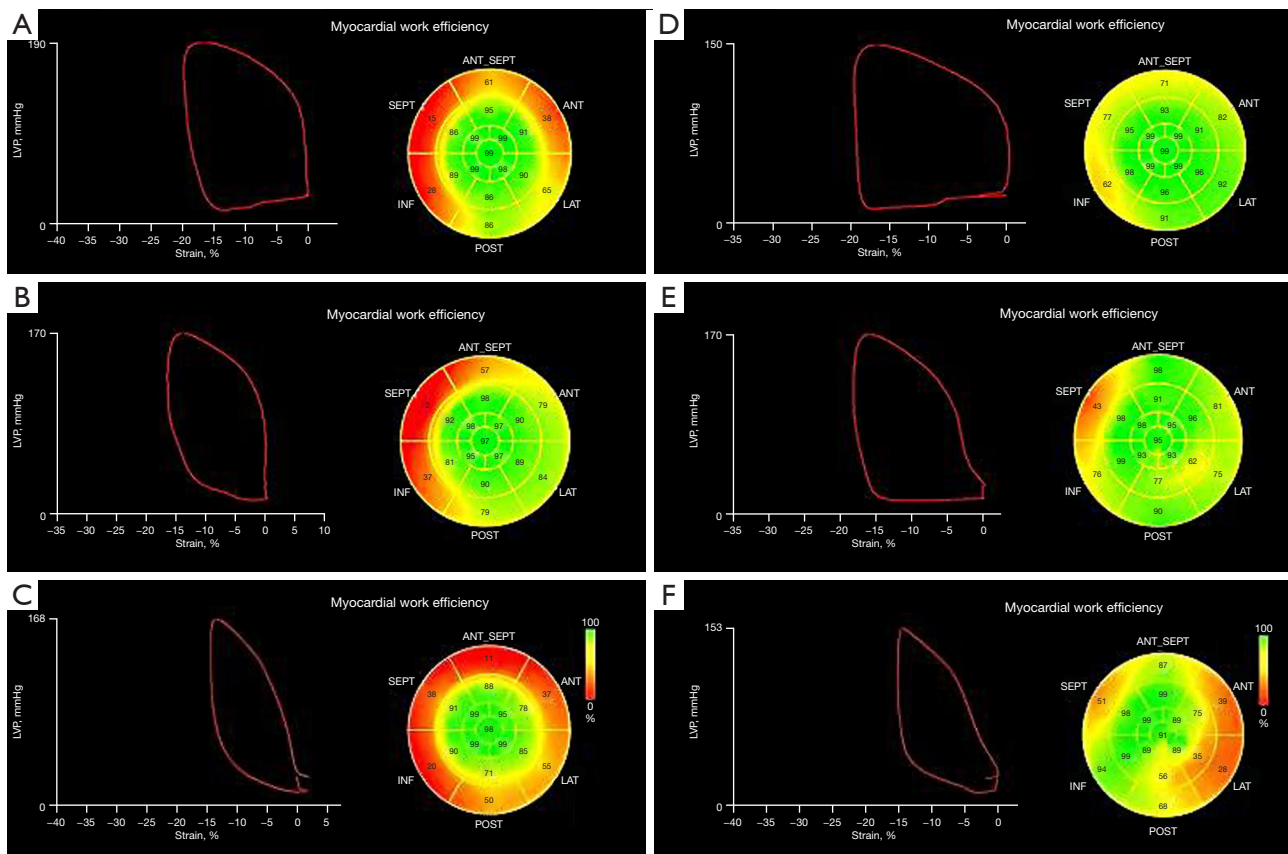 A
Myocardial work efficiency
190
LVP, mmHg
0
−40 −35 −30 −25 −20 −15 −10 −5 0
Strain, %
ANT_SEPT
SEPT
ANT
INF
LAT
POST
61
15 38
95
86 91
99 99
99
99 98
89 90
28 65
86
86
D
Myocardial work efficiency
150
LVP, mmHg
0
−35 −30 −25 −20 −15 −10 −5 0
Strain, %
ANT_SEPT
SEPT
ANT
INF
LAT
POST
71
77 82
93
95 96
99 99
99
99 99
98 96
62 92
96
91
B
Myocardial work efficiency
170
LVP, mmHg
0
−35 −30 −25 −20 −15 −10 −5 0 5 10
Strain, %
ANT_SEPT
SEPT
ANT
INF
LAT
POST
57
79
98
92 90
98 97
97
95 97
81 89
37 84
90
79
E
Myocardial work efficiency
170
LVP, mmHg
0
−35 −30 −25 −20 −15 −10 −5 0
Strain, %
ANT_SEPT
SEPT
ANT
INF
LAT
POST
98
43 81
91
98 96
98 95
95
93 93
99 62
76 75
77
90
C
Myocardial work efficiency
168
LVP, mmHg
0
−40 −35 −30 −25 −20 −15 −10 −5 0 5
Strain, %
ANT_SEPT
SEPT
ANT
INF
LAT
POST
11
38 37
88
91 78
99 95
98
99 99
90 85
20 55
71
50
100
0
%
F
Myocardial work efficiency
153
LVP, mmHg
0
−40 −35 −30 −25 −20 −15 −10 −5 0
Strain, %
ANT_SEPT
SEPT
ANT
INF
LAT
POST
87
51 39
99
98 75
99 89
91
89 89
99 35
94 28
56
68
100
0
%